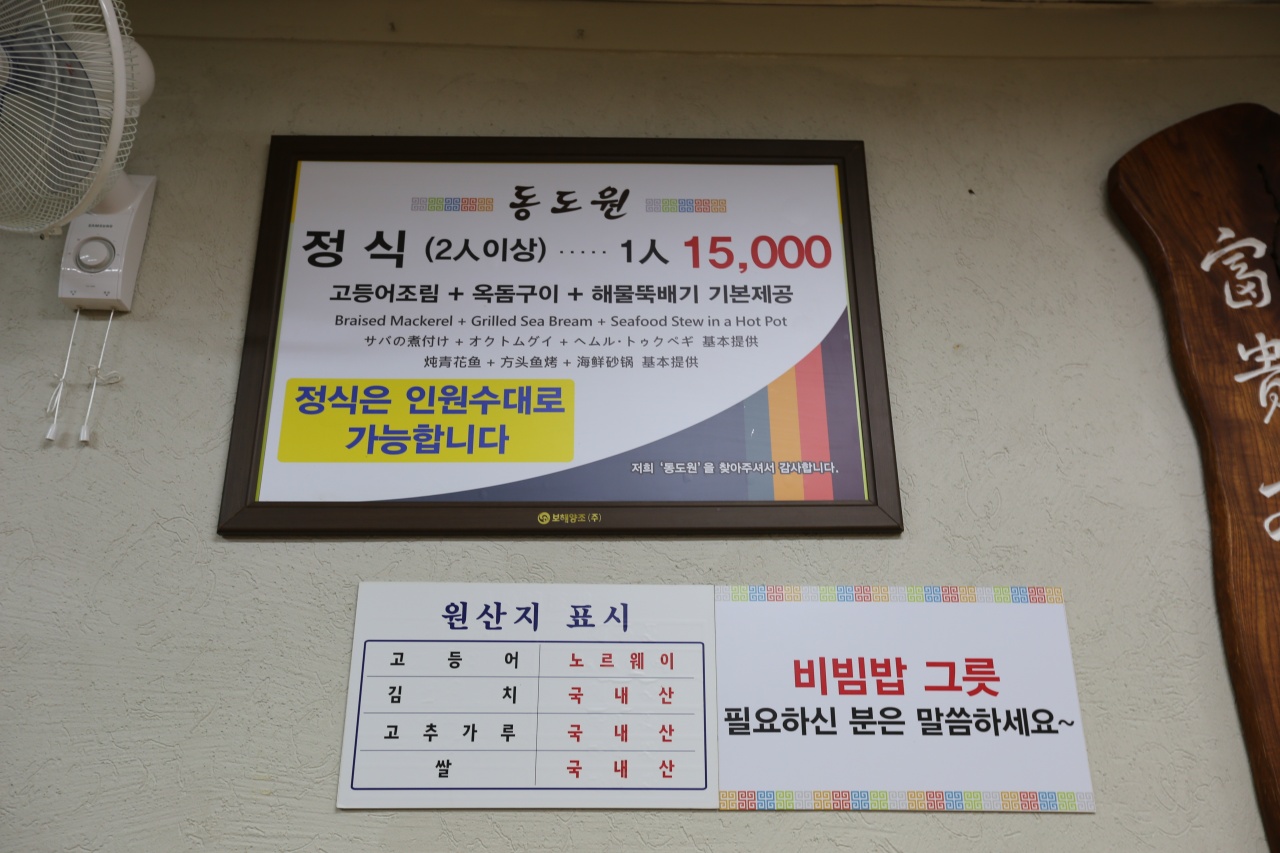 동도원
정식 (2人이상) ····· 1人 15,000
고등어조림 + 옥돔구이 + 해물뚝배기 기본제공
Braised Mackerel + Grilled Sea Bream + Seafood Stew in a Hot Pot
サバの煮付け + オクトムグイ + ヘムル・トゥクベギ 基本提供
炖青花鱼 + 方头鱼烤 + 海鲜砂锅 基本提供
정식은 인원수대로
가능합니다
저희 '동도원'을 찾아주셔서 감사합니다.
보해양조(주)
원산지 표시
고등어 노르웨이
김치 국내산
고추가루 국내산
쌀 국내산
비빔밥 그릇
필요하신 분은 말씀하세요~
富
貴